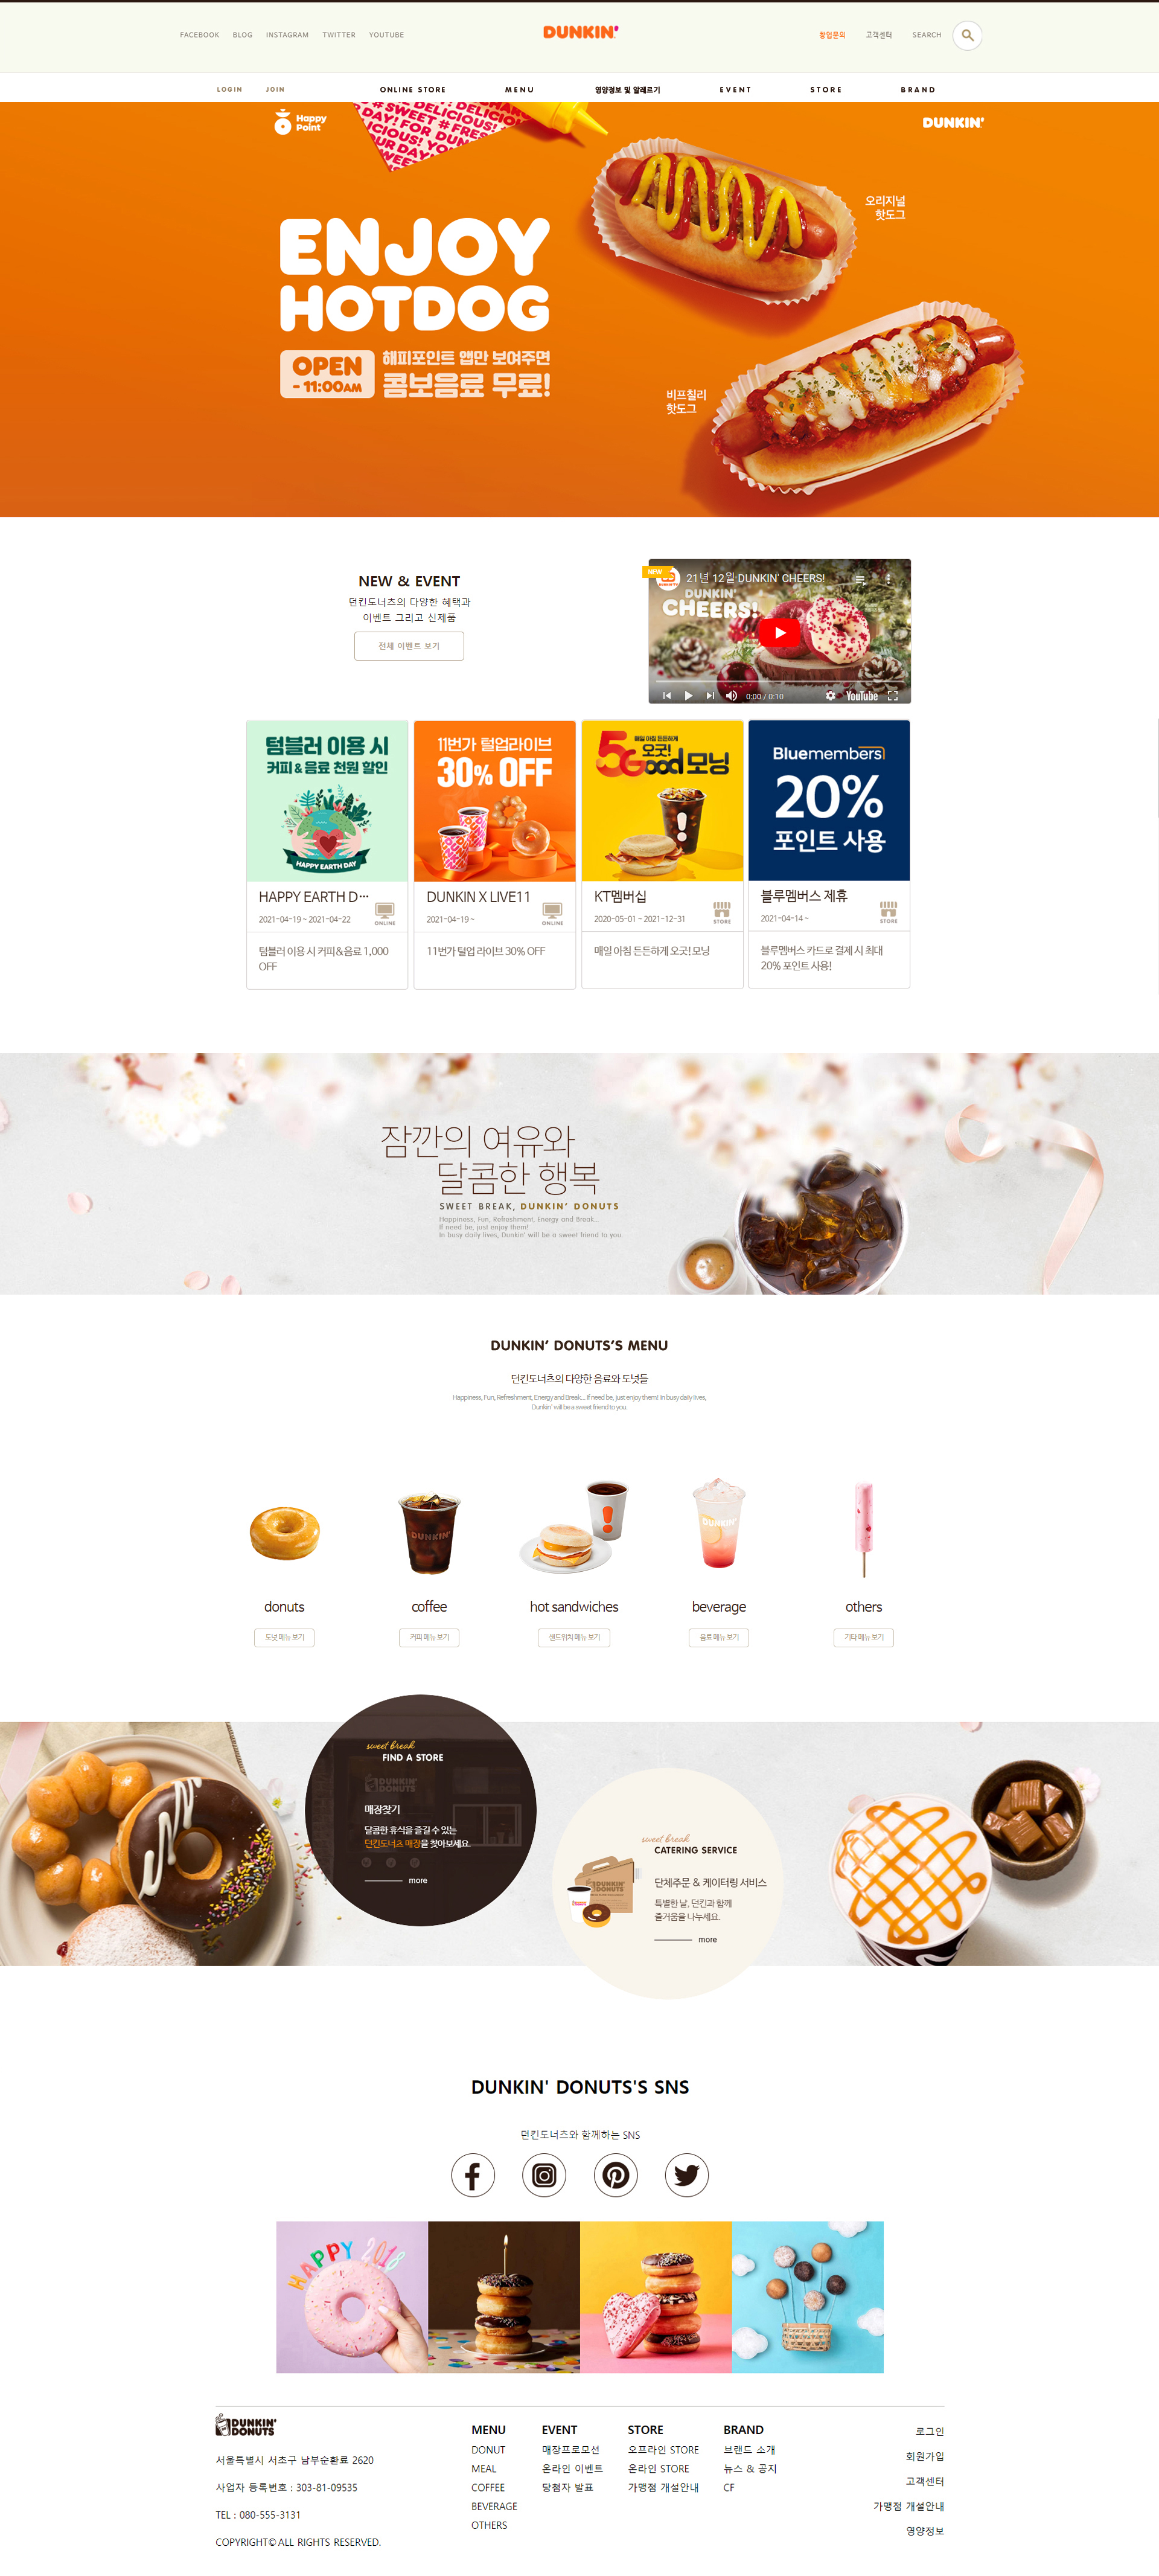 FACEBOOK BLOG INSTAGRAM TWITTER YOUTUBE
DUNKIN'
창업문의 고객센터 SEARCH
LOGIN JOIN ONLINE STORE MENU 영양정보 및 알레르기 EVENT STORE BRAND
Happy Point
DUNKIN'
ENJOY
HOTDOG
OPEN
- 11:00AM
해피포인트 앱만 보여주면
콤보음료 무료!
오리지널
핫도그
비프칠리
핫도그
NEW & EVENT
던킨도너츠의 다양한 혜택과
이벤트 그리고 신제품
전체 이벤트 보기
NEW
21년 12월 DUNKIN' CHEERS!
DUNKIN'
CHEERS!
0:00 / 0:10
YouTube
텀블러 이용 시
커피 & 음료 천원 할인
HAPPY EARTH DAY
HAPPY EARTH D···
2021-04-19 ~ 2021-04-22
ONLINE
텀블러 이용 시 커피&음료 1,000
OFF
11번가 털업라이브
30% OFF
DUNKIN X LIVE11
2021-04-19 ~
ONLINE
11번가 털업 라이브 30% OFF
매일 아침 든든하게
오굿!
5Good 모닝
KT멤버십
2020-05-01 ~ 2021-12-31
STORE
매일 아침 든든하게 오굿! 모닝
Bluemembers
20%
포인트 사용
블루멤버스 제휴
2021-04-14 ~
STORE
블루멤버스 카드로 결제 시 최대
20% 포인트 사용!
잠깐의 여유와
달콤한 행복
SWEET BREAK, DUNKIN' DONUTS
Happiness, Fun, Refreshment, Energy and Break...
If need be, just enjoy them!
In busy daily lives, Dunkin' will be a sweet friend to you.
DUNKIN' DONUTS'S MENU
던킨도너츠의 다양한 음료와 도넛들
Happiness, Fun, Refreshment, Energy and Break... If need be, just enjoy them! In busy daily lives,
Dunkin' will be a sweet friend to you.
DUNKIN'
DUNKIN'
donuts coffee hot sandwiches beverage others
도넛 메뉴 보기 커피 메뉴 보기 샌드위치 메뉴 보기 음료 메뉴 보기 기타 메뉴 보기
sweet break
FIND A STORE
DUNKIN'
DONUTS
매장찾기
달콤한 휴식을 즐길 수 있는
던킨도너츠 매장을 찾아보세요.
more
sweet break
CATERING SERVICE
DUNKIN'
DONUTS
단체주문 & 케이터링 서비스
특별한 날, 던킨과 함께
즐거움을 나누세요.
more
DUNKIN' DONUTS'S SNS
던킨도너츠와 함께하는 SNS
HAPPY 2018
DUNKIN'
DONUTS
서울특별시 서초구 남부순환료 2620
사업자 등록번호 : 303-81-09535
TEL : 080-555-3131
COPYRIGHT© ALL RIGHTS RESERVED.
MENU
DONUT
MEAL
COFFEE
BEVERAGE
OTHERS
EVENT
매장프로모션
온라인 이벤트
당첨자 발표
STORE
오프라인 STORE
온라인 STORE
가맹점 개설안내
BRAND
브랜드 소개
뉴스 & 공지
CF
로그인
회원가입
고객센터
가맹점 개설안내
영양정보